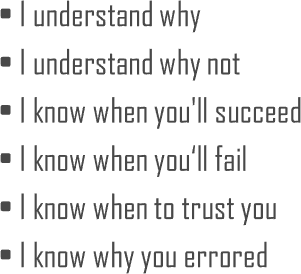 ▪ I understand why
▪ I understand why not
▪ I know when you'll succeed
▪ I know when you‘ll fail
▪ I know when to trust you
▪ I know why you errored